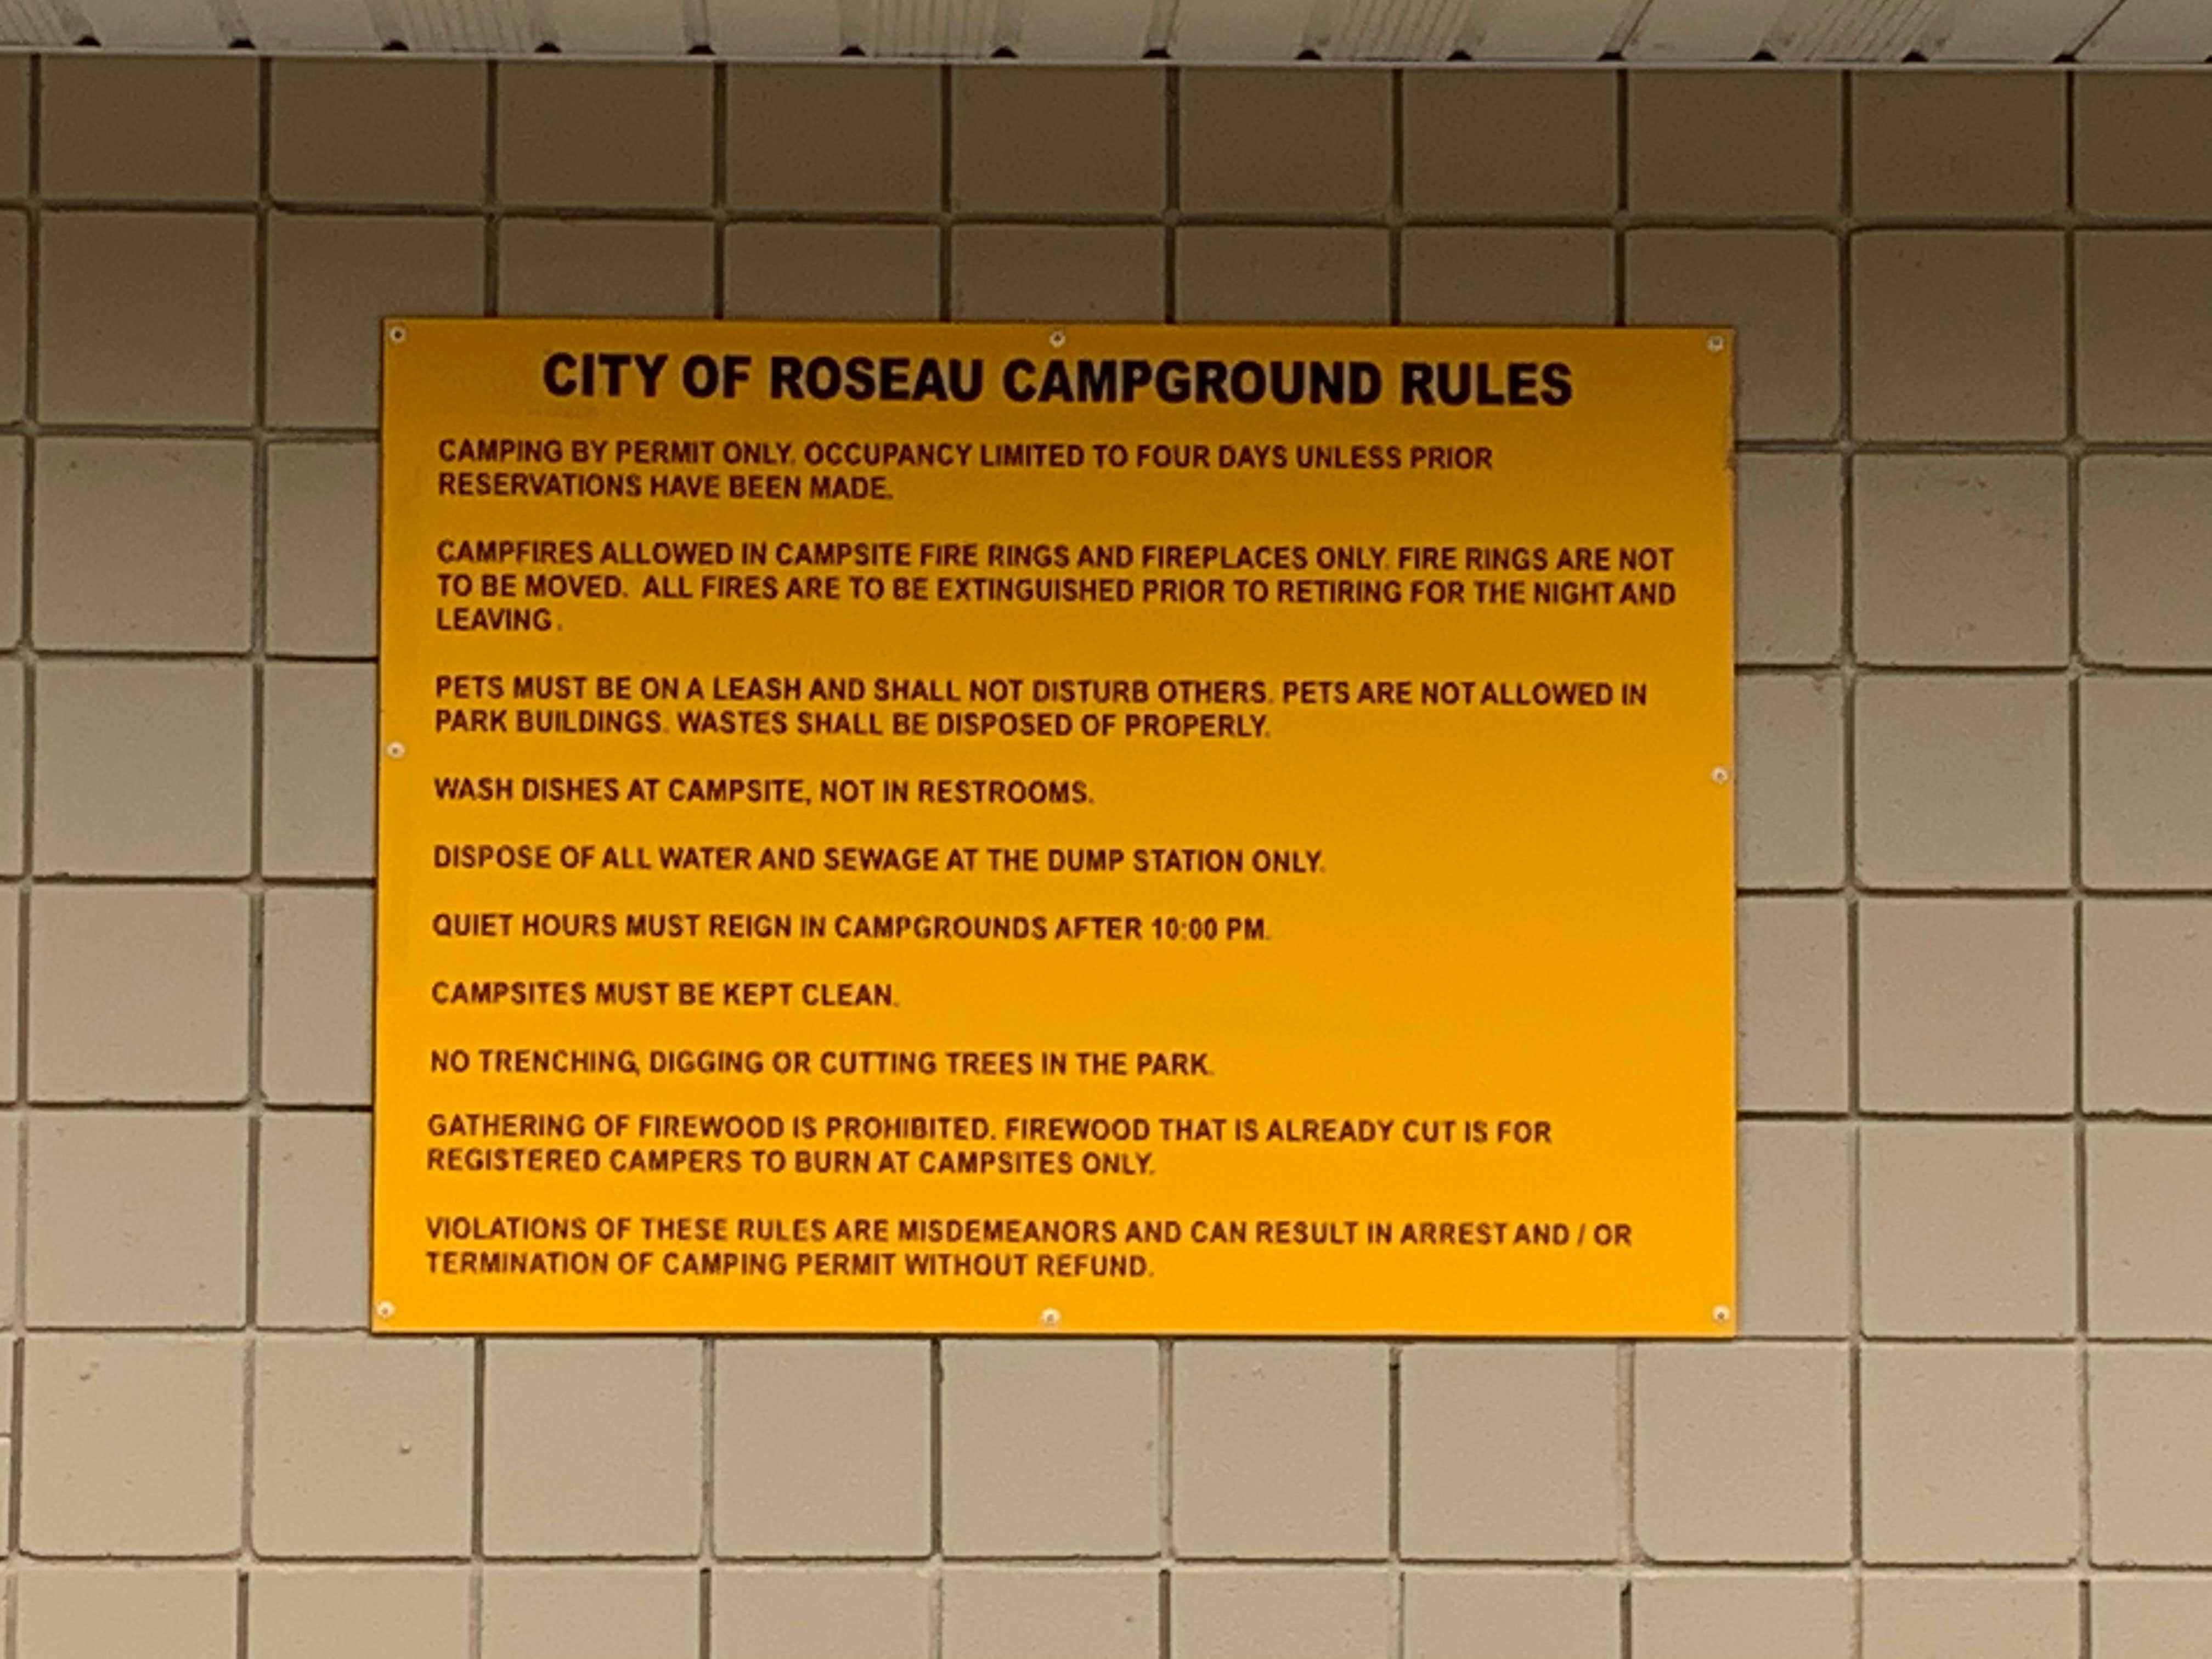 CITY OF ROSEAU CAMPGROUND RULES
CAMPING BY PERMIT ONLY. OCCUPANCY LIMITED TO FOUR DAYS UNLESS PRIOR
RESERVATIONS HAVE BEEN MADE.
CAMPFIRES ALLOWED IN CAMPSITE FIRE RINGS AND FIREPLACES ONLY. FIRE RINGS ARE NOT
TO BE MOVED. ALL FIRES ARE TO BE EXTINGUISHED PRIOR TO RETIRING FOR THE NIGHT AND
LEAVING.
PETS MUST BE ON A LEASH AND SHALL NOT DISTURB OTHERS. PETS ARE NOT ALLOWED IN
PARK BUILDINGS. WASTES SHALL BE DISPOSED OF PROPERLY.
WASH DISHES AT CAMPSITE, NOT IN RESTROOMS.
DISPOSE OF ALL WATER AND SEWAGE AT THE DUMP STATION ONLY.
QUIET HOURS MUST REIGN IN CAMPGROUNDS AFTER 10:00 PM.
CAMPSITES MUST BE KEPT CLEAN.
NO TRENCHING, DIGGING OR CUTTING TREES IN THE PARK.
GATHERING OF FIREWOOD IS PROHIBITED. FIREWOOD THAT IS ALREADY CUT IS FOR
REGISTERED CAMPERS TO BURN AT CAMPSITES ONLY.
VIOLATIONS OF THESE RULES ARE MISDEMEANORS AND CAN RESULT IN ARREST AND / OR
TERMINATION OF CAMPING PERMIT WITHOUT REFUND.